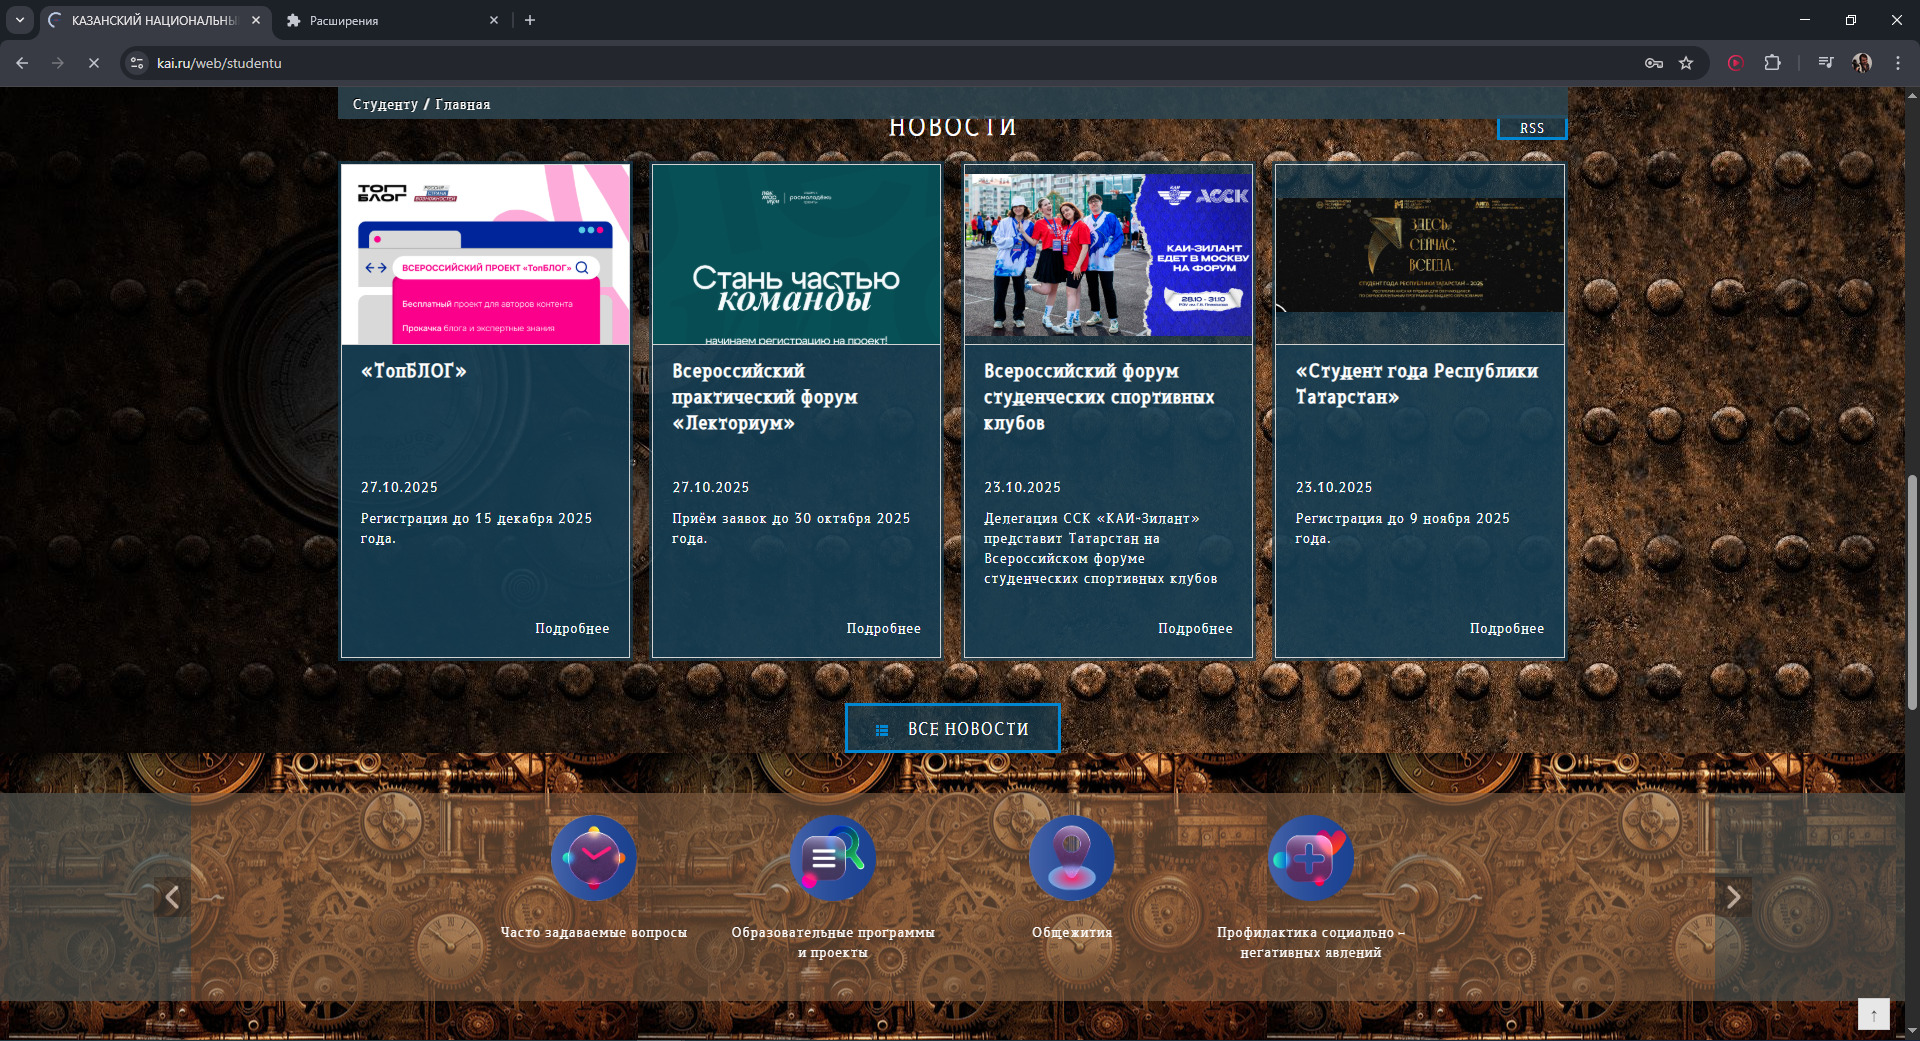 КАЗАНСКИЙ НАЦИОНАЛЬНЫ
Расширения
kai.ru/web/studentu
Студенту / Главная
НОВОСТИ
RSS
ТОП
БЛОГ
РОССИЯ –
СТРАНА
ВОЗМОЖНОСТЕЙ
ВСЕРОССИЙСКИЙ ПРОЕКТ «ТопБЛОГ»
Бесплатный проект для авторов контента
Прокачка блога и экспертные знания
«ТопБЛОГ»
27.10.2025
Регистрация до 15 декабря 2025
года.
Подробнее
росмолодёжь
Стань частью
команды
начинаем регистрацию на проект!
Всероссийский
практический форум
«Лекториум»
27.10.2025
Приём заявок до 30 октября 2025
года.
Подробнее
КАИ
АССК
КАИ-ЗИЛАНТ
ЕДЕТ В МОСКВУ
НА ФОРУМ
28.10 - 31.10
Всероссийский форум
студенческих спортивных
клубов
23.10.2025
Делегация ССК «КАИ-Зилант»
представит Татарстан на
Всероссийском форуме
студенческих спортивных клубов
Подробнее
ЗДЕСЬ.
СЕЙЧАС.
ВСЕГДА.
СТУДЕНТ ГОДА РЕСПУБЛИКИ ТАТАРСТАН – 2025
«Студент года Республики
Татарстан»
23.10.2025
Регистрация до 9 ноября 2025
года.
Подробнее
ВСЕ НОВОСТИ
Часто задаваемые вопросы
Образовательные программы
и проекты
Общежития
Профилактика социально –
негативных явлений